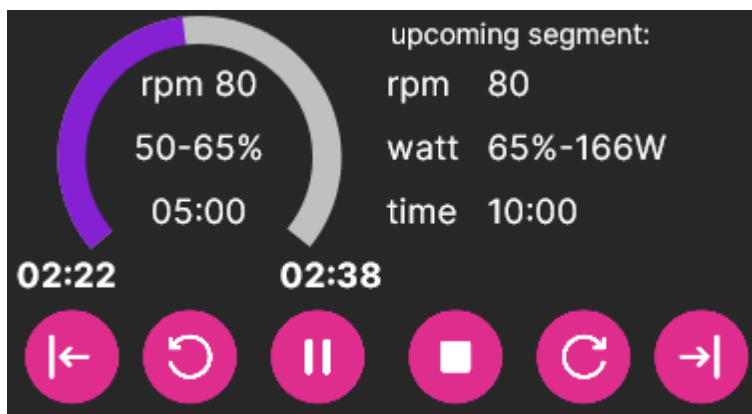 rpm 80
50-65%
05:00
02:22
02:38
upcoming segment:
rpm 80
watt 65%-166W
time 10:00